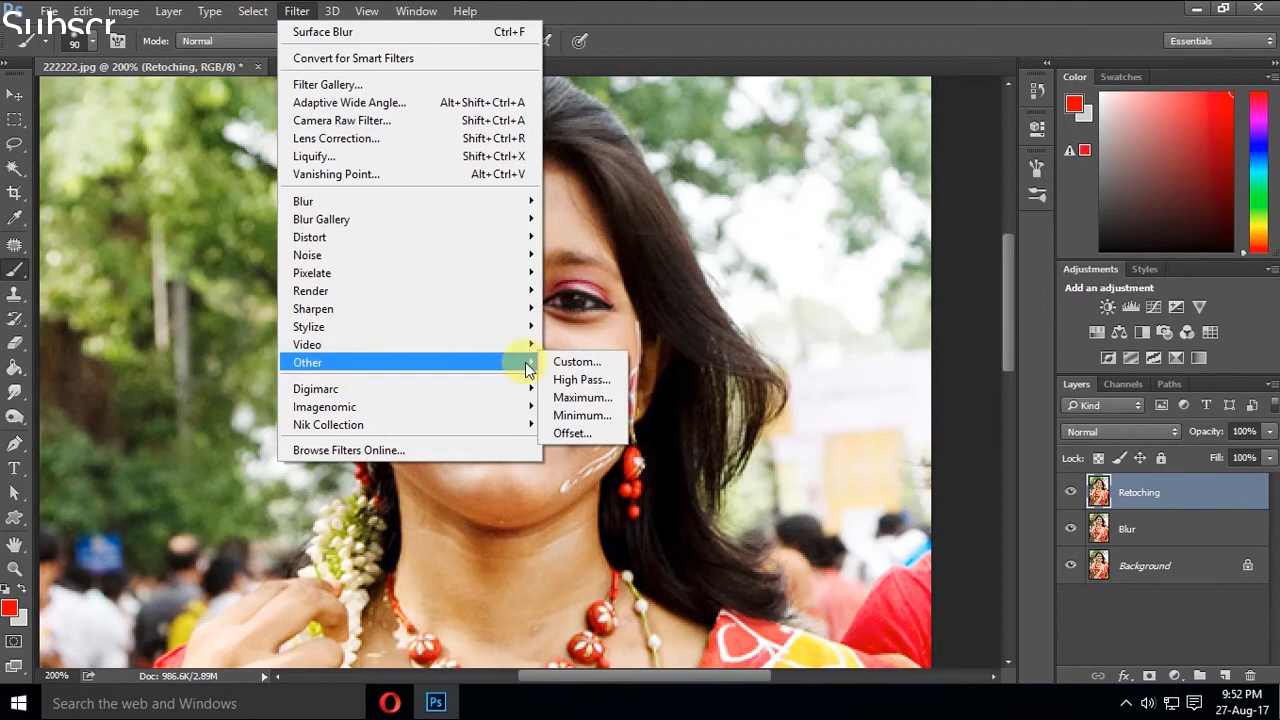 Subscr
File Edit Image Layer Type Select Filter 3D View Window Help
90 Mode: Normal
Essentials
222222.jpg @ 200% (Retoching, RGB/8) *
Surface Blur Ctrl+F
Convert for Smart Filters
Filter Gallery...
Adaptive Wide Angle... Alt+Shift+Ctrl+A
Camera Raw Filter... Shift+Ctrl+A
Lens Correction... Shift+Ctrl+R
Liquify... Shift+Ctrl+X
Vanishing Point... Alt+Ctrl+V
Blur
Blur Gallery
Distort
Noise
Pixelate
Render
Sharpen
Stylize
Video
Other
Digimarc
Imagenomic
Nik Collection
Browse Filters Online...
Custom...
High Pass...
Maximum...
Minimum...
Offset...
Color Swatches
Adjustments Styles
Add an adjustment
Layers Channels Paths
Kind
Normal Opacity: 100%
Lock: Fill: 100%
Retoching
Blur
Background
200% Doc: 986.6K/2.89M
Search the web and Windows
Ps
9:52 PM
27-Aug-17